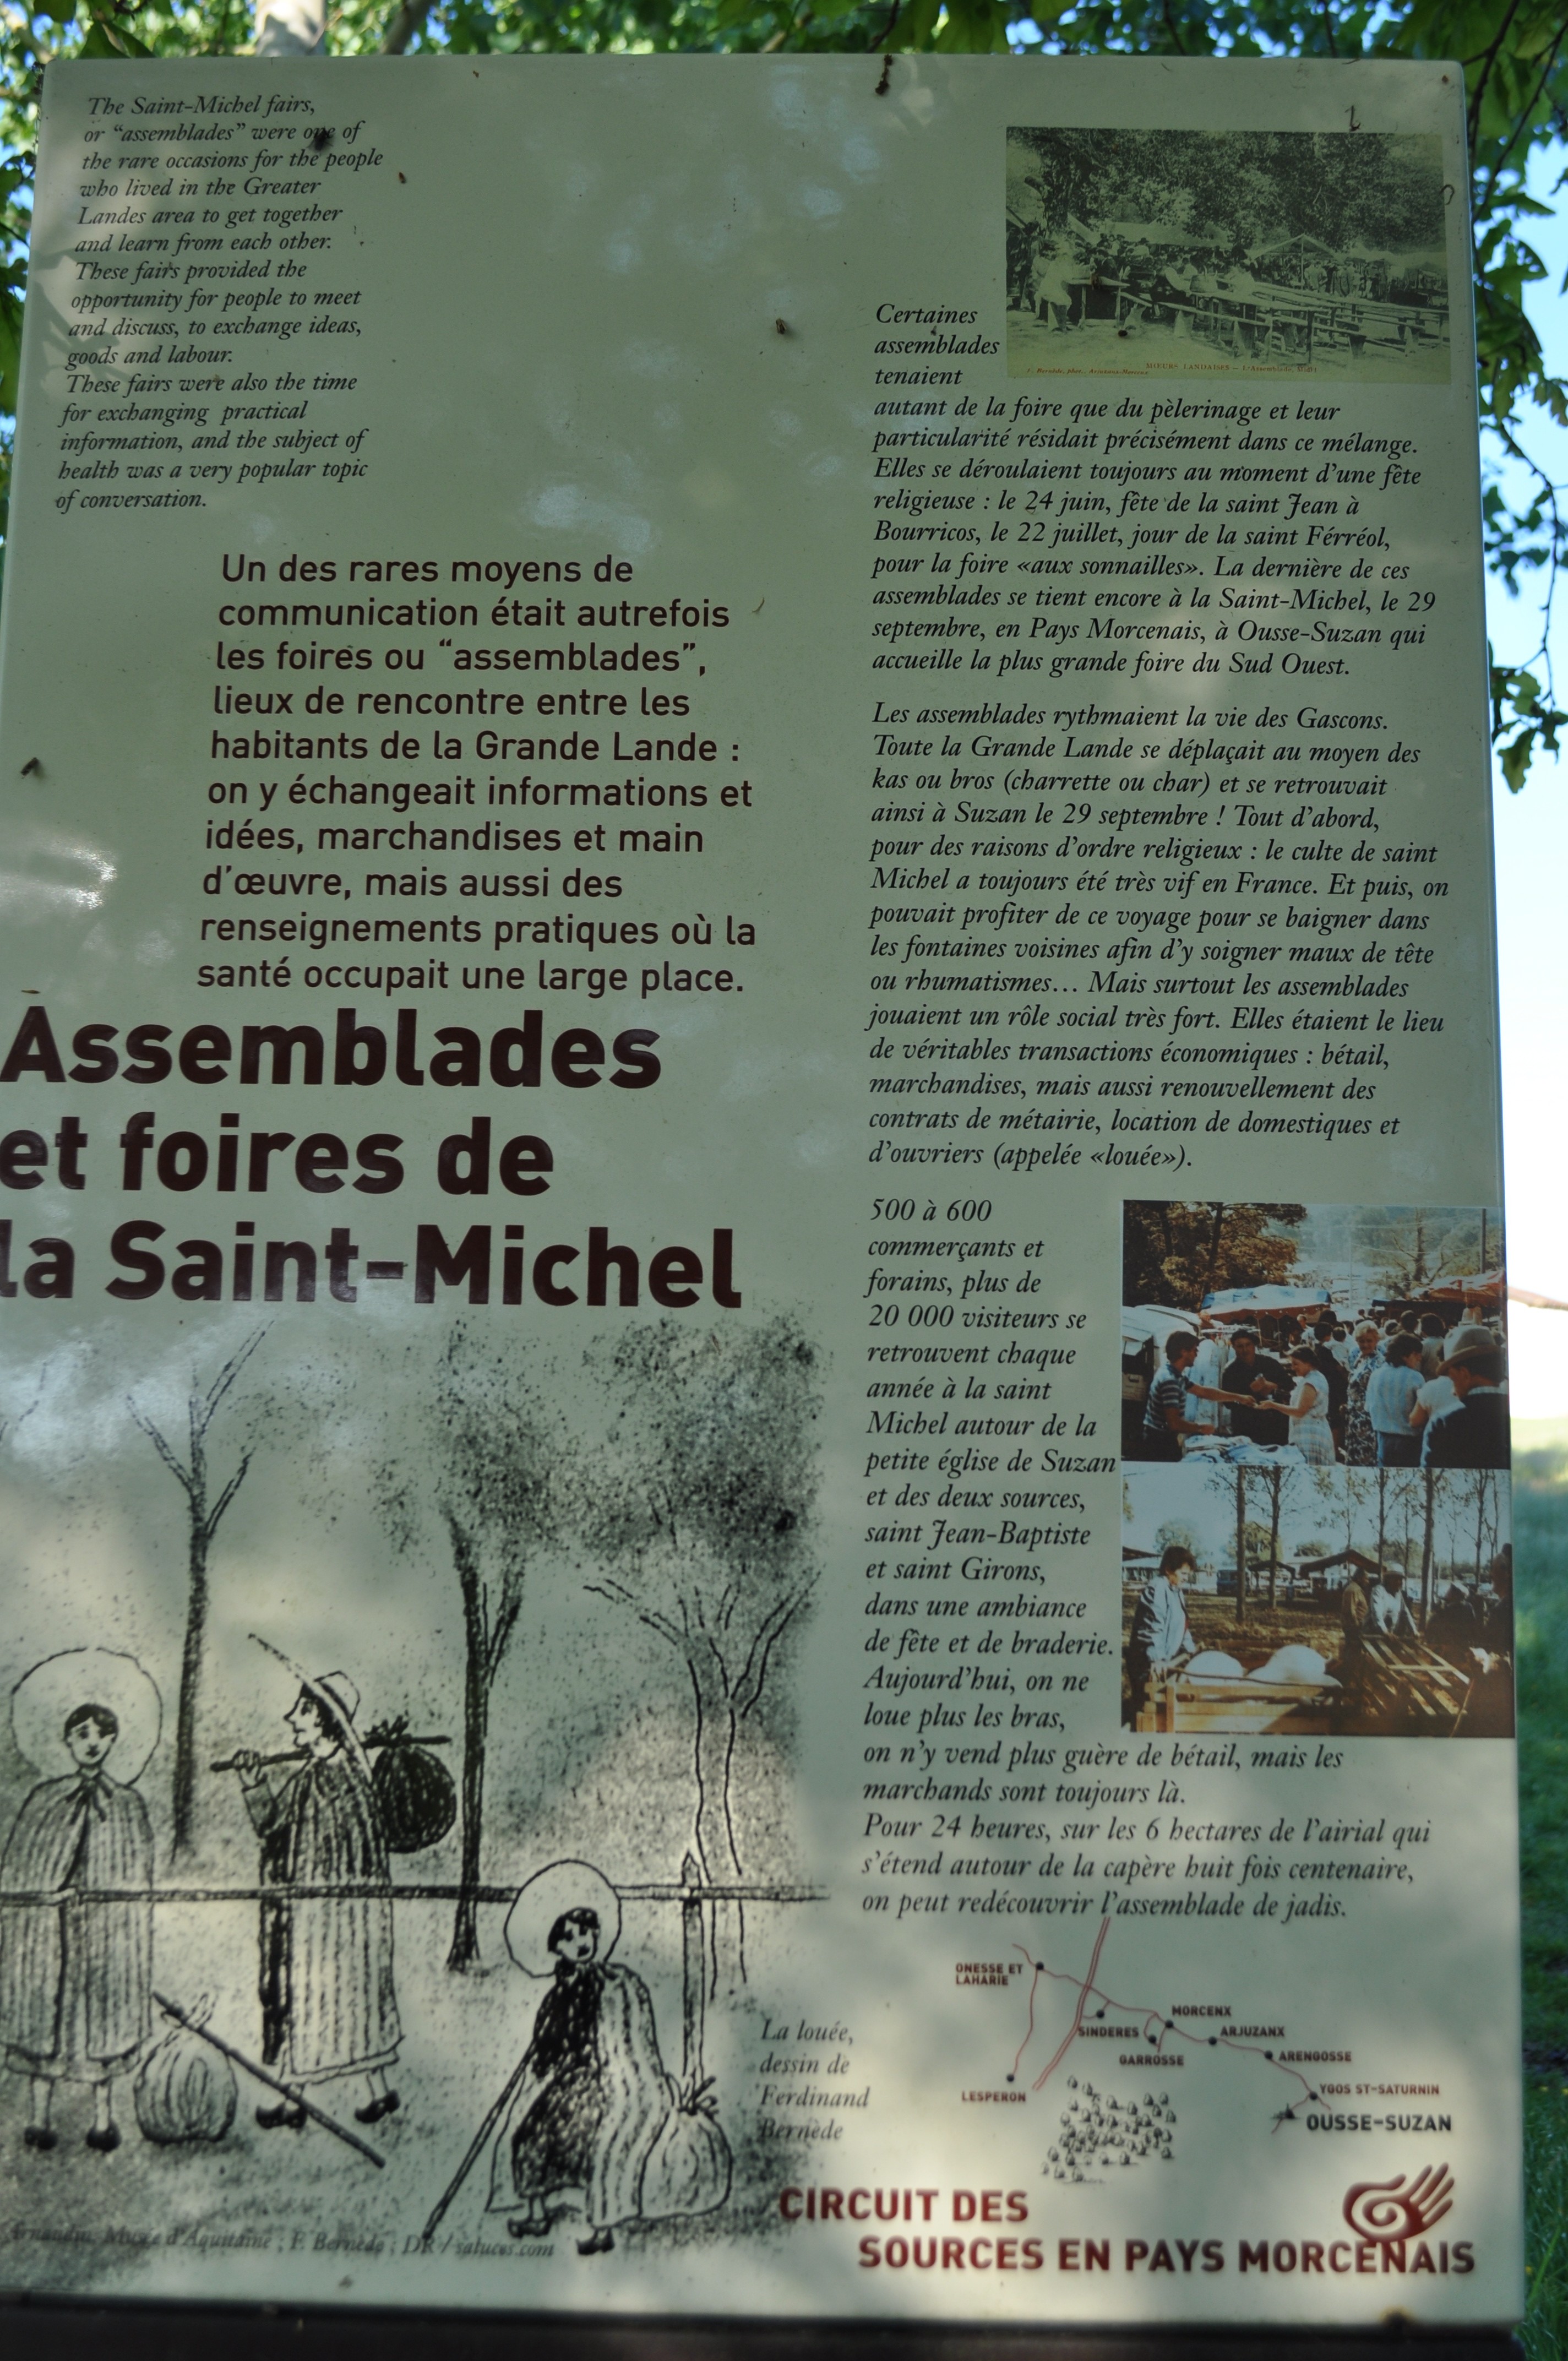 The Saint-Michel fairs,
or “assemblades” were one of
the rare occasions for the people
who lived in the Greater
Landes area to get together
and learn from each other.
These fairs provided the
opportunity for people to meet
and discuss, to exchange ideas,
goods and labour.
These fairs were also the time
for exchanging practical
information, and the subject of
health was a very popular topic
of conversation.
Un des rares moyens de
communication était autrefois
les foires ou “assemblades”,
lieux de rencontre entre les
habitants de la Grande Lande :
on y échangeait informations et
idées, marchandises et main
d’œuvre, mais aussi des
renseignements pratiques où la
santé occupait une large place.
Assemblades
et foires de
la Saint-Michel
MŒURS LANDAISES — L'Assemblade
Certaines
assemblades
tenaient
autant de la foire que du pèlerinage et leur
particularité résidait précisément dans ce mélange.
Elles se déroulaient toujours au moment d’une fête
religieuse : le 24 juin, fête de la saint Jean à
Bourricos, le 22 juillet, jour de la saint Férréol,
pour la foire «aux sonnailles». La dernière de ces
assemblades se tient encore à la Saint-Michel, le 29
septembre, en Pays Morcenais, à Ousse-Suzan qui
accueille la plus grande foire du Sud Ouest.
Les assemblades rythmaient la vie des Gascons.
Toute la Grande Lande se déplaçait au moyen des
kas ou bros (charrette ou char) et se retrouvait
ainsi à Suzan le 29 septembre ! Tout d’abord,
pour des raisons d’ordre religieux : le culte de saint
Michel a toujours été très vif en France. Et puis, on
pouvait profiter de ce voyage pour se baigner dans
les fontaines voisines afin d’y soigner maux de tête
ou rhumatismes... Mais surtout les assemblades
jouaient un rôle social très fort. Elles étaient le lieu
de véritables transactions économiques : bétail,
marchandises, mais aussi renouvellement des
contrats de métairie, location de domestiques et
d’ouvriers (appelée «louée»).
500 à 600
commerçants et
forains, plus de
20 000 visiteurs se
retrouvent chaque
année à la saint
Michel autour de la
petite église de Suzan
et des deux sources,
saint Jean-Baptiste
et saint Girons,
dans une ambiance
de fête et de braderie.
Aujourd’hui, on ne
loue plus les bras,
on n’y vend plus guère de bétail, mais les
marchands sont toujours là.
Pour 24 heures, sur les 6 hectares de l’airial qui
s’étend autour de la capère huit fois centenaire,
on peut redécouvrir l’assemblade de jadis.
La louée,
dessin de
Ferdinand
Bernède
ONESSE ET
LAHARIE
MORCENX
SINDERES
ARJUZANX
GARROSSE
ARENGOSSE
LESPERON
YGOS ST-SATURNIN
OUSSE-SUZAN
Musée d'Aquitaine ; F. Bernède ; DR / saluces.com
CIRCUIT DES
SOURCES EN PAYS MORCENAIS